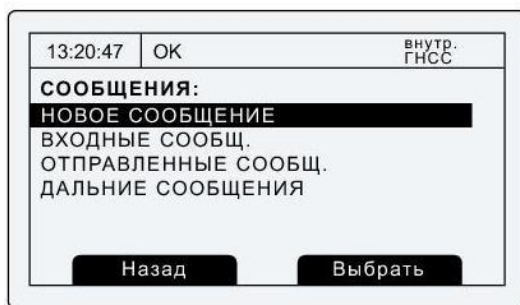 13:20:47 OK внутр. ГНСС
СООБЩЕНИЯ:
НОВОЕ СООБЩЕНИЕ
ВХОДНЫЕ СООБЩ.
ОТПРАВЛЕННЫЕ СООБЩ.
ДАЛЬНИЕ СООБЩЕНИЯ
Назад Выбрать